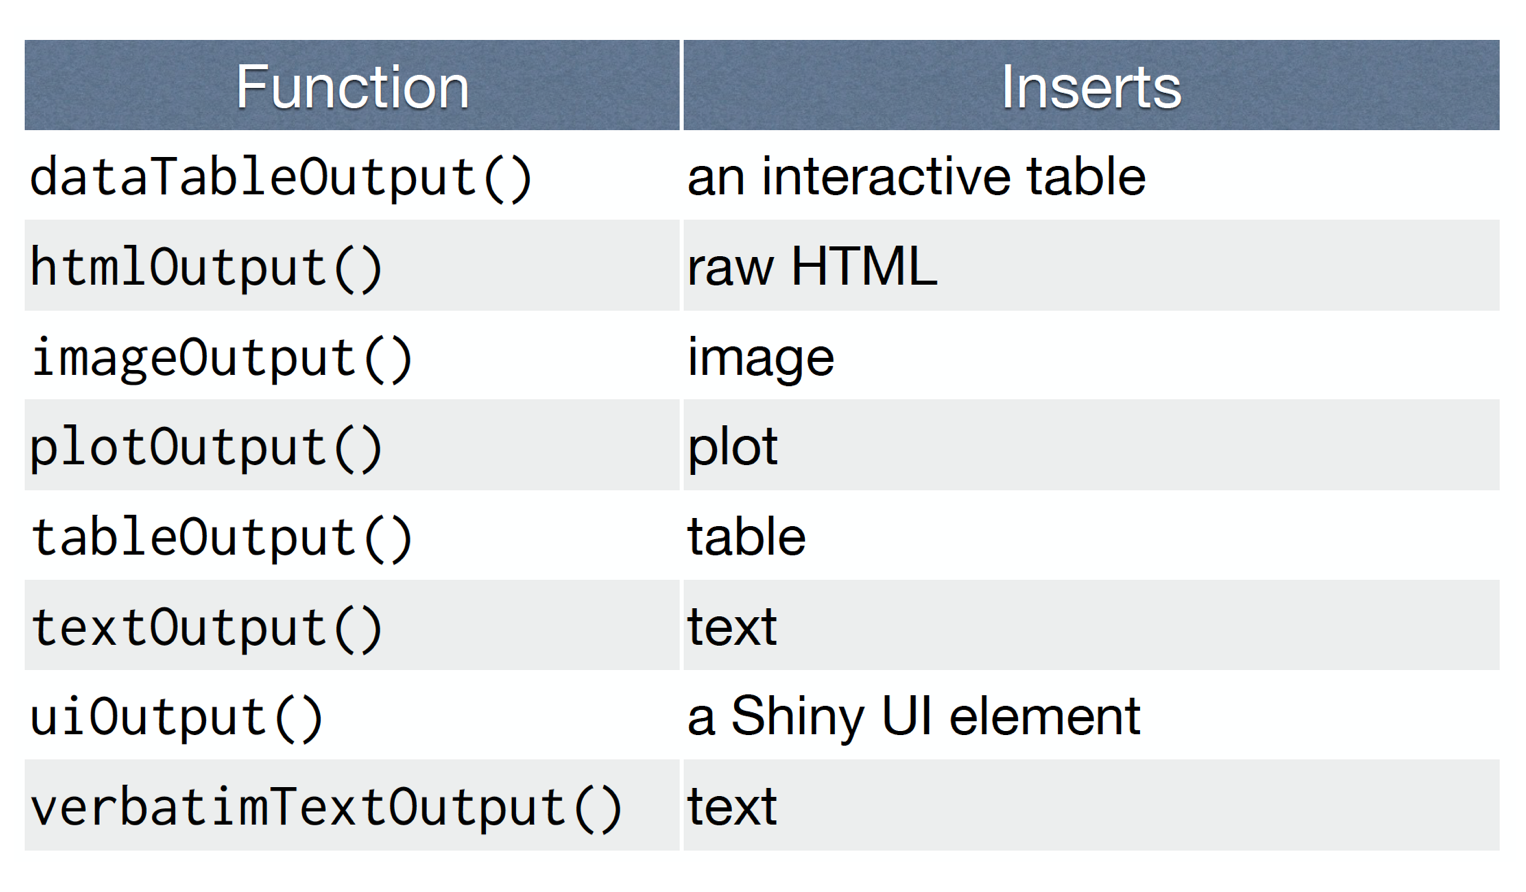 Function Inserts
dataTableOutput() an interactive table
htmlOutput() raw HTML
imageOutput() image
plotOutput() plot
tableOutput() table
textOutput() text
uiOutput() a Shiny UI element
verbatimTextOutput() text